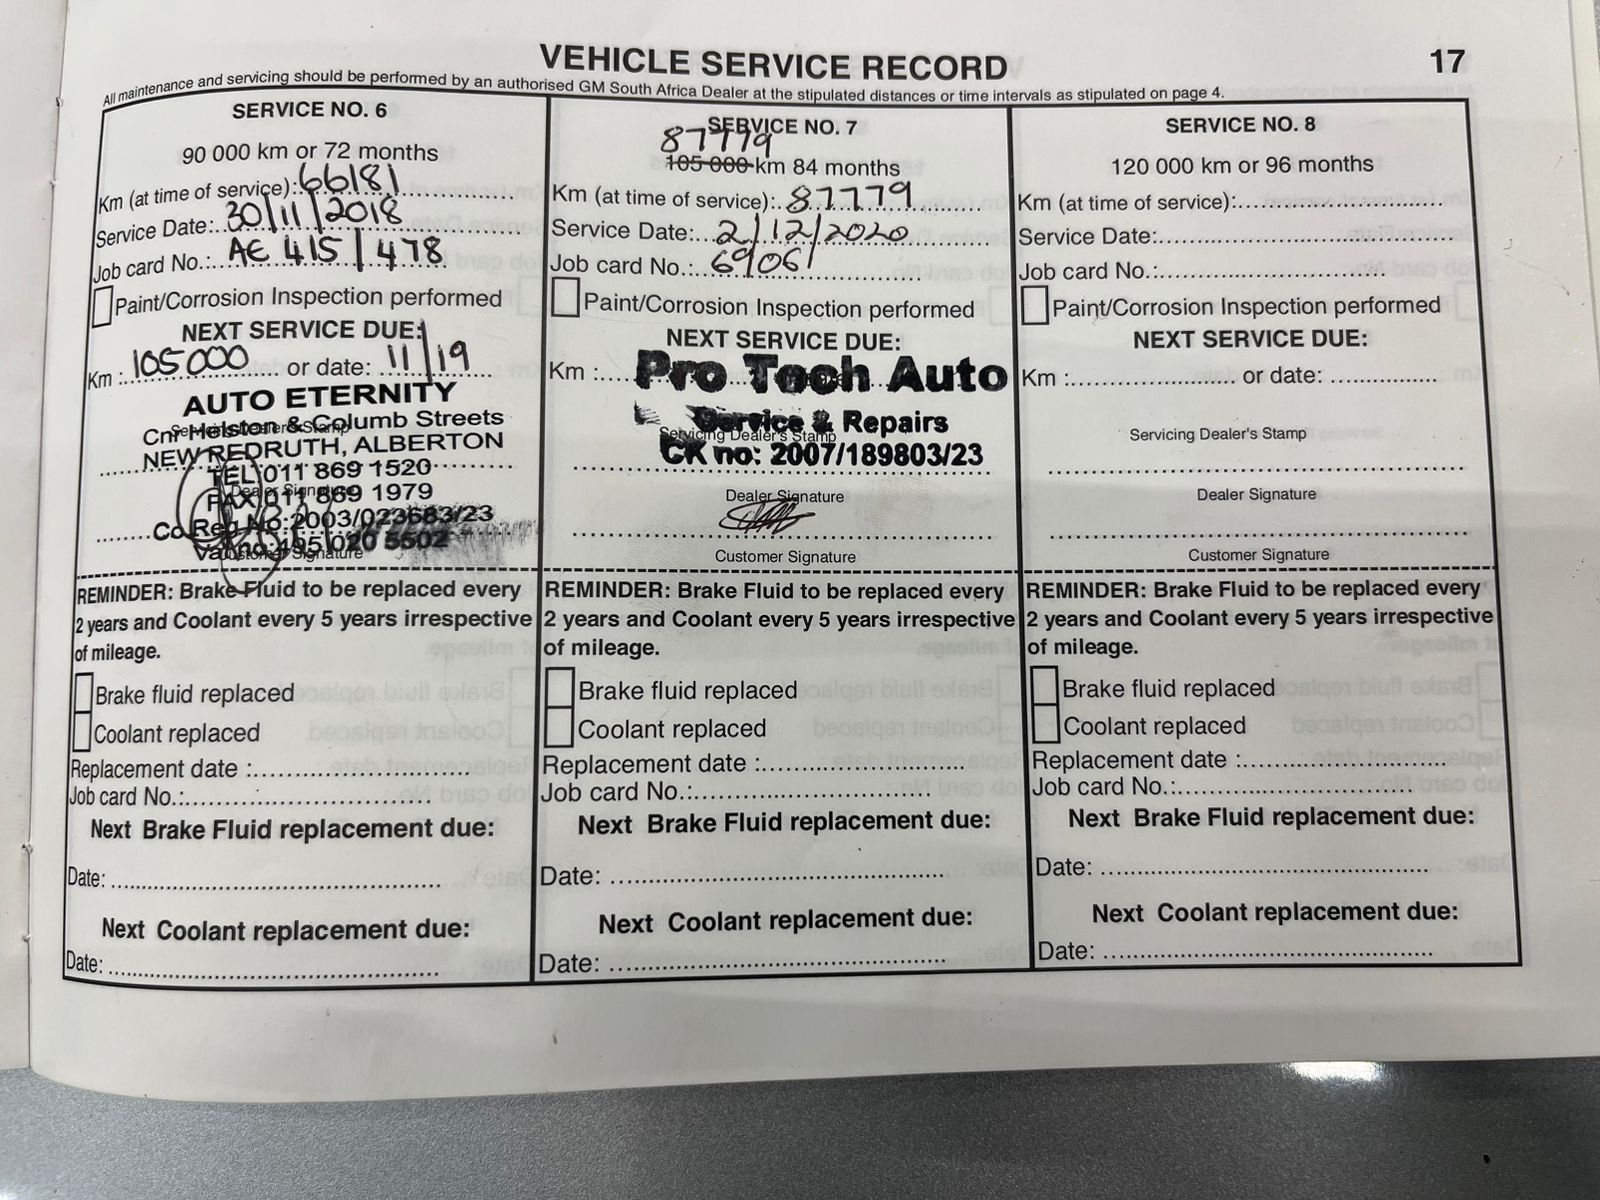 VEHICLE SERVICE RECORD
17
All maintenance and servicing should be performed by an authorised GM South Africa Dealer at the stipulated distances or time intervals as stipulated on page 4.
SERVICE NO. 6
90 000 km or 72 months
Km (at time of service): 66181
Service Date: 30/11/2018
Job card No.: AE 415/478
Paint/Corrosion Inspection performed
NEXT SERVICE DUE:
Km : 105000 or date: 11/19
AUTO ETERNITY
Cnr Helston & Columb Streets
Servicing Dealer's Stamp
NEW REDRUTH, ALBERTON
TEL: 011 869 1520
Dealer Signature
FAX: 011 869 1979
Co Reg No: 2003/023683/23
Vat no: 495 020 5502
Customer Signature
REMINDER: Brake Fluid to be replaced every
2 years and Coolant every 5 years irrespective
of mileage.
Brake fluid replaced
Coolant replaced
Replacement date :
Job card No.:
Next Brake Fluid replacement due:
Date:
Next Coolant replacement due:
Date:
SERVICE NO. 7
87779
105 000 km 84 months
Km (at time of service): 87779
Service Date: 2/12/2020
Job card No.: 69061
Paint/Corrosion Inspection performed
NEXT SERVICE DUE:
Km :
Pro Tech Auto
Service & Repairs
Servicing Dealer's Stamp
CK no: 2007/189803/23
Dealer Signature
Customer Signature
REMINDER: Brake Fluid to be replaced every
2 years and Coolant every 5 years irrespective
of mileage.
Brake fluid replaced
Coolant replaced
Replacement date :
Job card No.:
Next Brake Fluid replacement due:
Date:
Next Coolant replacement due:
Date:
SERVICE NO. 8
120 000 km or 96 months
Km (at time of service):
Service Date:
Job card No.:
Paint/Corrosion Inspection performed
NEXT SERVICE DUE:
Km : or date:
Servicing Dealer's Stamp
Dealer Signature
Customer Signature
REMINDER: Brake Fluid to be replaced every
2 years and Coolant every 5 years irrespective
of mileage.
Brake fluid replaced
Coolant replaced
Replacement date :
Job card No.:
Next Brake Fluid replacement due:
Date:
Next Coolant replacement due:
Date: